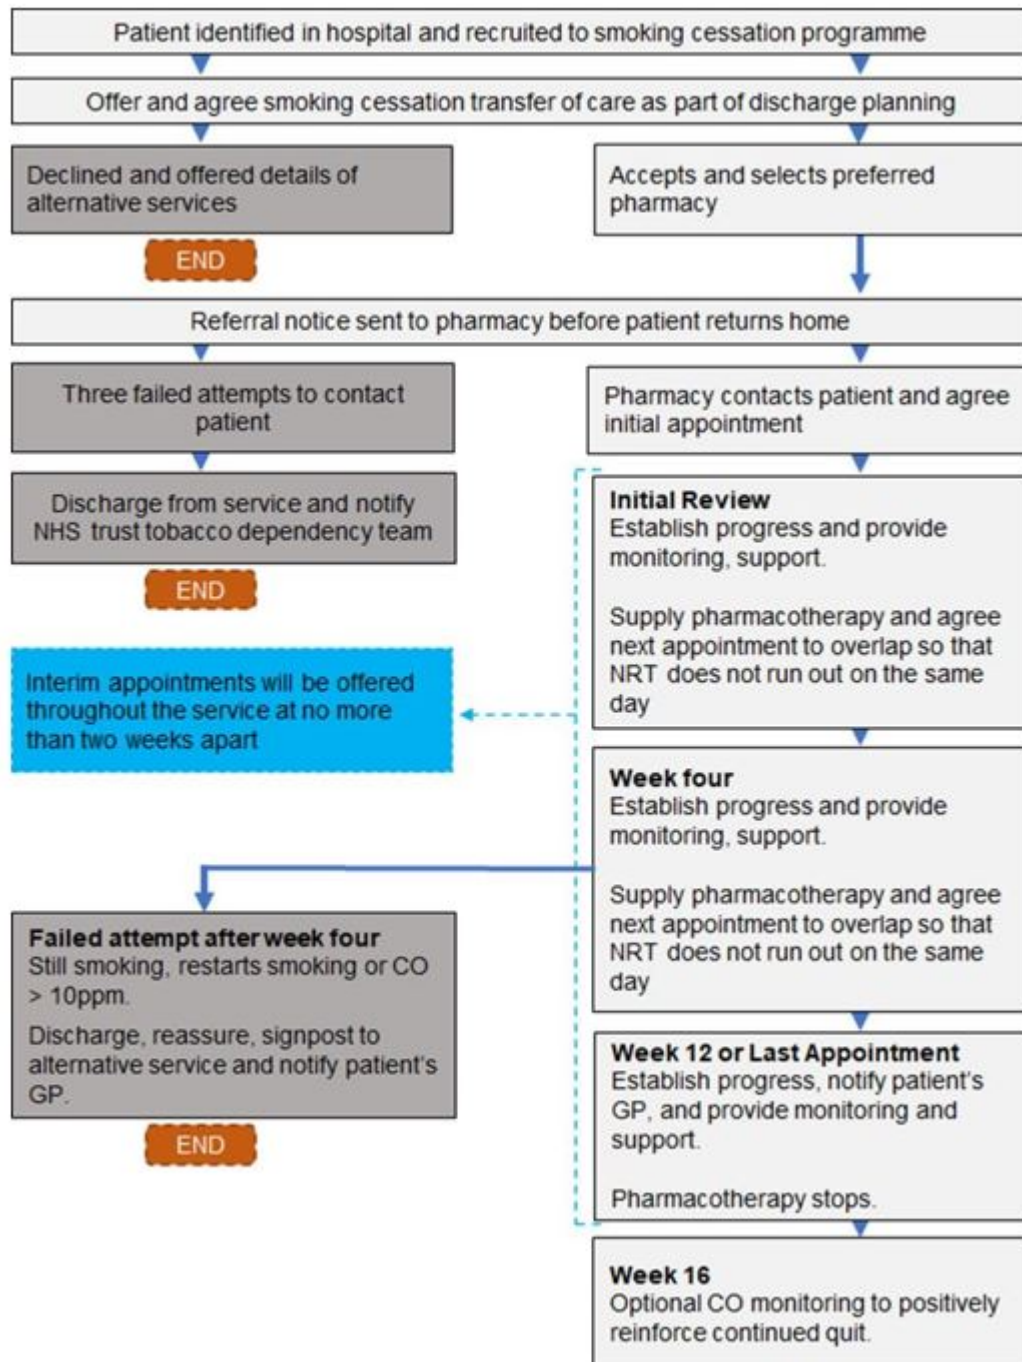 Patient identified in hospital and recruited to smoking cessation programme
Offer and agree smoking cessation transfer of care as part of discharge planning
Declined and offered details of
alternative services
END
Accepts and selects preferred
pharmacy
Referral notice sent to pharmacy before patient returns home
Three failed attempts to contact
patient
Discharge from service and notify
NHS trust tobacco dependency team
END
Pharmacy contacts patient and agree
initial appointment
Initial Review
Establish progress and provide
monitoring, support.
Supply pharmacotherapy and agree
next appointment to overlap so that
NRT does not run out on the same
day
Interim appointments will be offered
throughout the service at no more
than two weeks apart
Week four
Establish progress and provide
monitoring, support.
Supply pharmacotherapy and agree
next appointment to overlap so that
NRT does not run out on the same
day
Failed attempt after week four
Still smoking, restarts smoking or CO
> 10ppm.
Discharge, reassure, signpost to
alternative service and notify patient's
GP.
END
Week 12 or Last Appointment
Establish progress, notify patient's
GP, and provide monitoring and
support.
Pharmacotherapy stops.
Week 16
Optional CO monitoring to positively
reinforce continued quit.